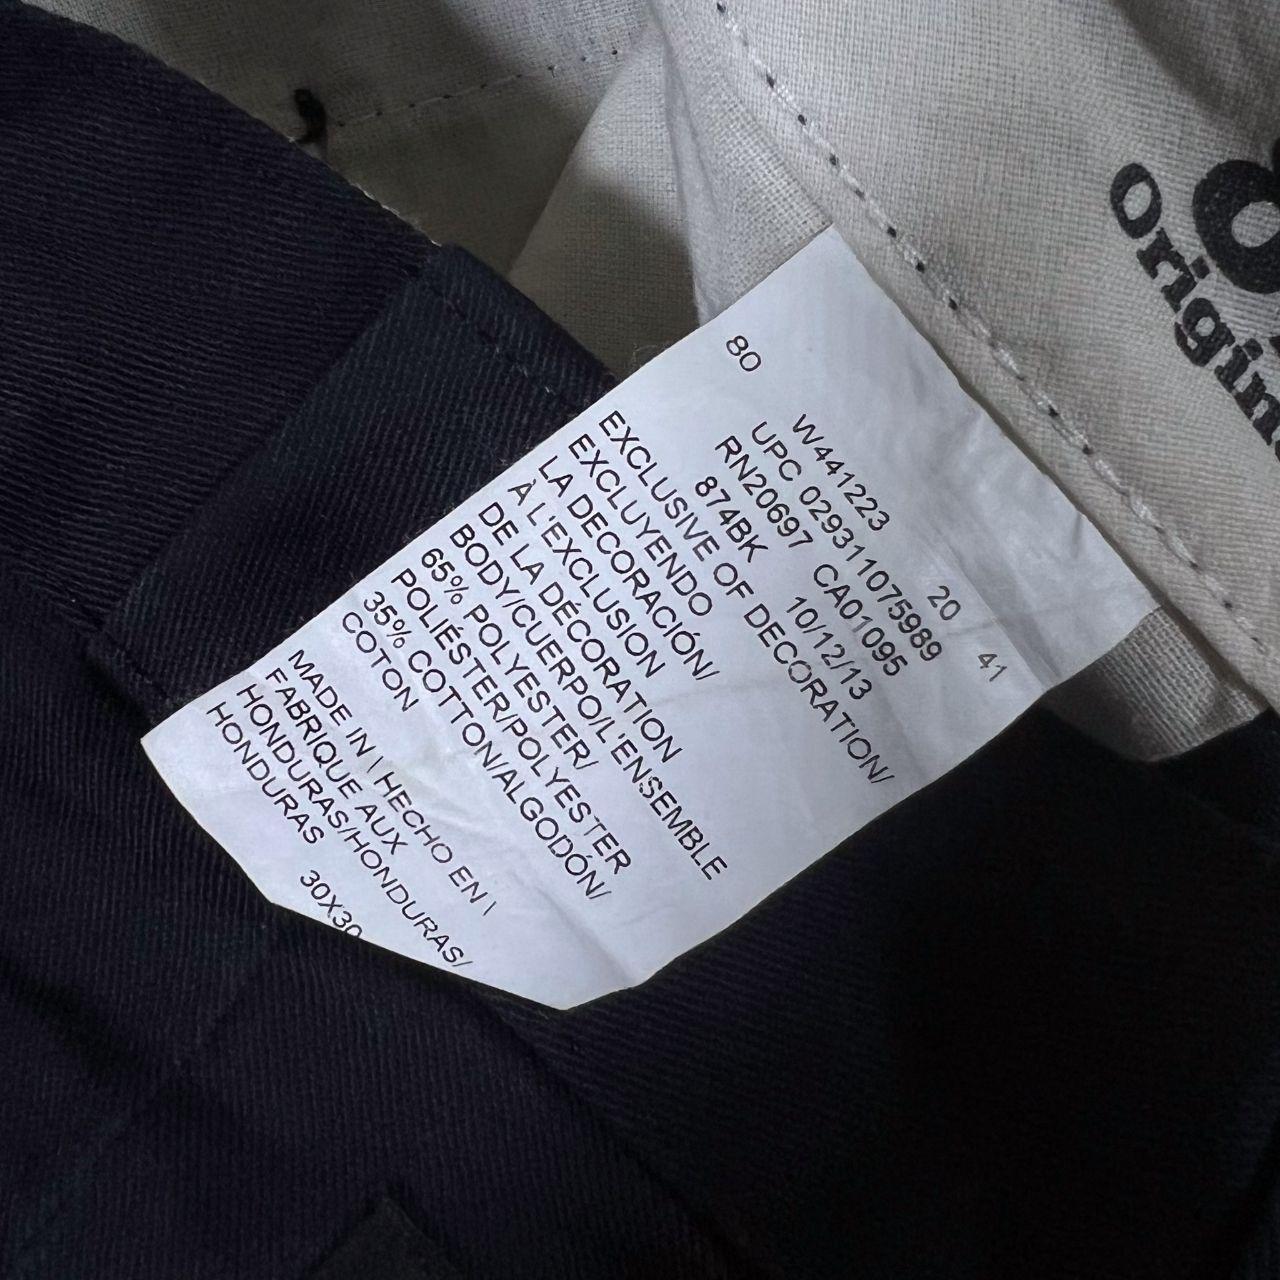 80
W441223 20 41
UPC 029311075989
RN20697 CA01095
874BK 10/12/13
EXCLUSIVE OF DECORATION/
EXCLUYENDO
LA DECORACIÓN/
À L'EXCLUSION
DE LA DÉCORATION
BODY/CUERPO/L'ENSEMBLE
65% POLYESTER/
POLIÉSTER/POLYESTER
35% COTTON/ALGODÓN/
COTON
MADE IN \ HECHO EN \
FABRIQUE AUX
HONDURAS/HONDURAS/
HONDURAS
30X30
Origin